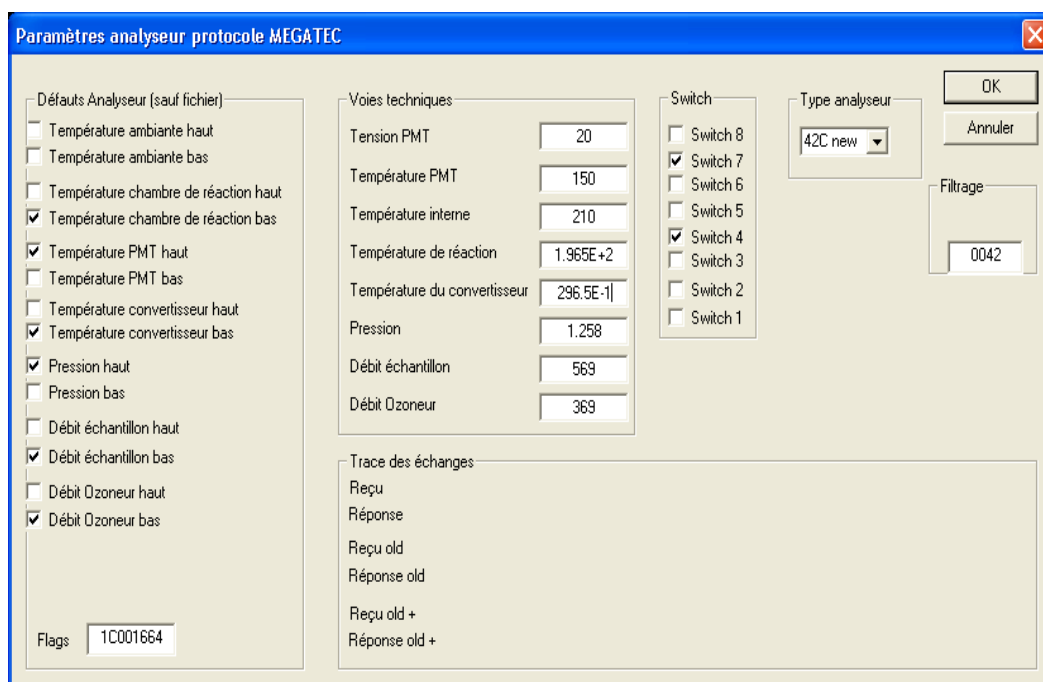 Paramètres analyseur protocole MEGATEC
Défauts Analyseur (sauf fichier)
Température ambiante haut
Température ambiante bas
Température chambre de réaction haut
Température chambre de réaction bas
Température PMT haut
Température PMT bas
Température convertisseur haut
Température convertisseur bas
Pression haut
Pression bas
Débit échantillon haut
Débit échantillon bas
Débit Ozoneur haut
Débit Ozoneur bas
Flags 1C001664
Voies techniques
Tension PMT 20
Température PMT 150
Température interne 210
Température de réaction 1.965E+2
Température du convertisseur 296.5E-1
Pression 1.258
Débit échantillon 569
Débit Ozoneur 369
Switch
Switch 8
Switch 7
Switch 6
Switch 5
Switch 4
Switch 3
Switch 2
Switch 1
Type analyseur
42C new
OK
Annuler
Filtrage
0042
Trace des échanges
Reçu
Réponse
Reçu old
Réponse old
Reçu old +
Réponse old +